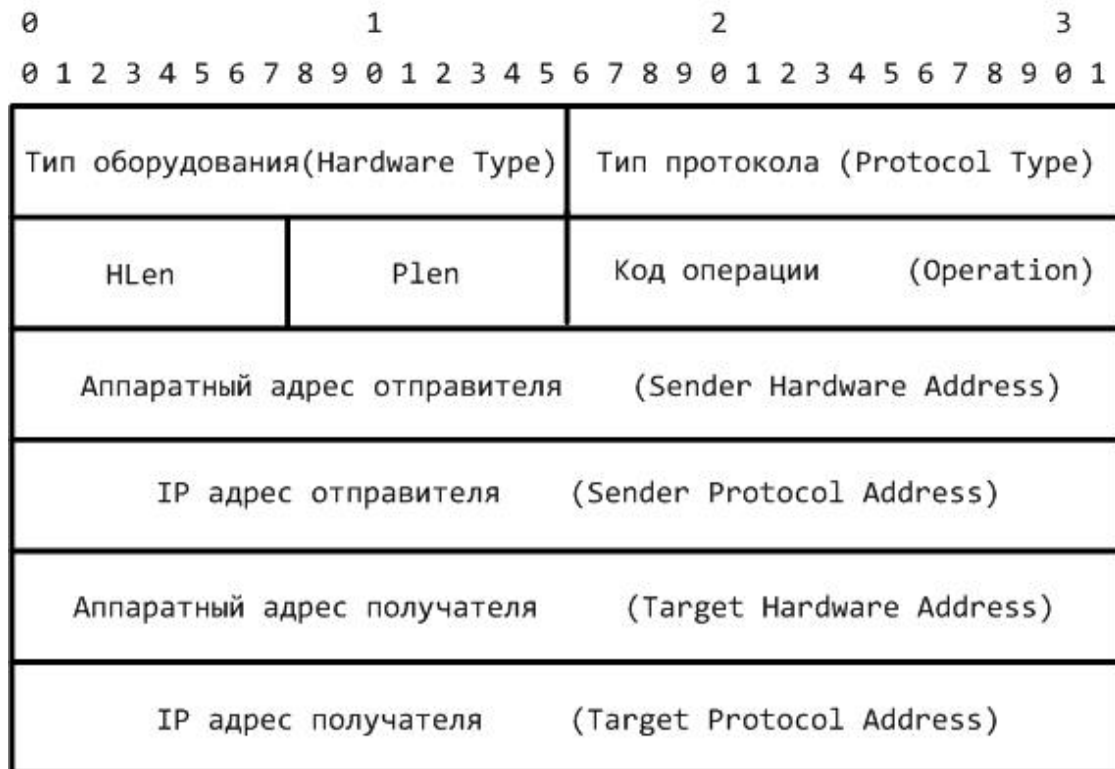 0 1 2 3
0 1 2 3 4 5 6 7 8 9 0 1 2 3 4 5 6 7 8 9 0 1 2 3 4 5 6 7 8 9 0 1
Тип оборудования(Hardware Type) Тип протокола (Protocol Type)
HLen Plen Код операции (Operation)
Аппаратный адрес отправителя (Sender Hardware Address)
IP адрес отправителя (Sender Protocol Address)
Аппаратный адрес получателя (Target Hardware Address)
IP адрес получателя (Target Protocol Address)